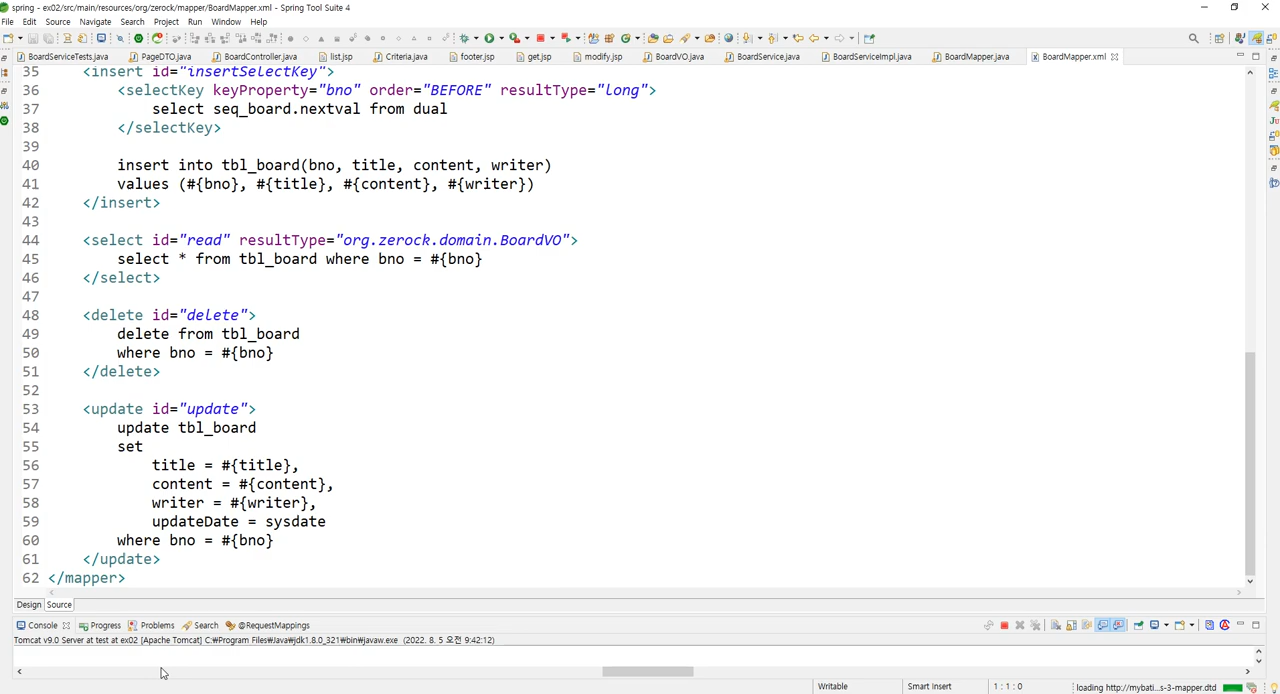 spring - ex02/src/main/resources/org/zerock/mapper/BoardMapper.xml - Spring Tool Suite 4
File Edit Source Navigate Search Project Run Window Help
BoardServiceTests.java PageDTO.java BoardController.java list.jsp Criteria.java footer.jsp get.jsp modify.jsp BoardVO.java BoardService.java BoardServiceImpl.java BoardMapper.java BoardMapper.xml
35 <insert id="insertSelectKey">
36 <selectKey keyProperty="bno" order="BEFORE" resultType="long">
37 select seq_board.nextval from dual
38 </selectKey>
39
40 insert into tbl_board(bno, title, content, writer)
41 values (#{bno}, #{title}, #{content}, #{writer})
42 </insert>
43
44 <select id="read" resultType="org.zerock.domain.BoardVO">
45 select * from tbl_board where bno = #{bno}
46 </select>
47
48 <delete id="delete">
49 delete from tbl_board
50 where bno = #{bno}
51 </delete>
52
53 <update id="update">
54 update tbl_board
55 set
56 title = #{title},
57 content = #{content},
58 writer = #{writer},
59 updateDate = sysdate
60 where bno = #{bno}
61 </update>
62 </mapper>
Design Source
Console Progress Problems Search @RequestMappings
Tomcat v9.0 Server at test at ex02 [Apache Tomcat] C:₩Program Files₩Java₩jdk1.8.0_321₩bin₩javaw.exe (2022. 8. 5 오전 9:42:12)
Writable Smart Insert 1 : 1 : 0 loading http://mybati...s-3-mapper.dtd